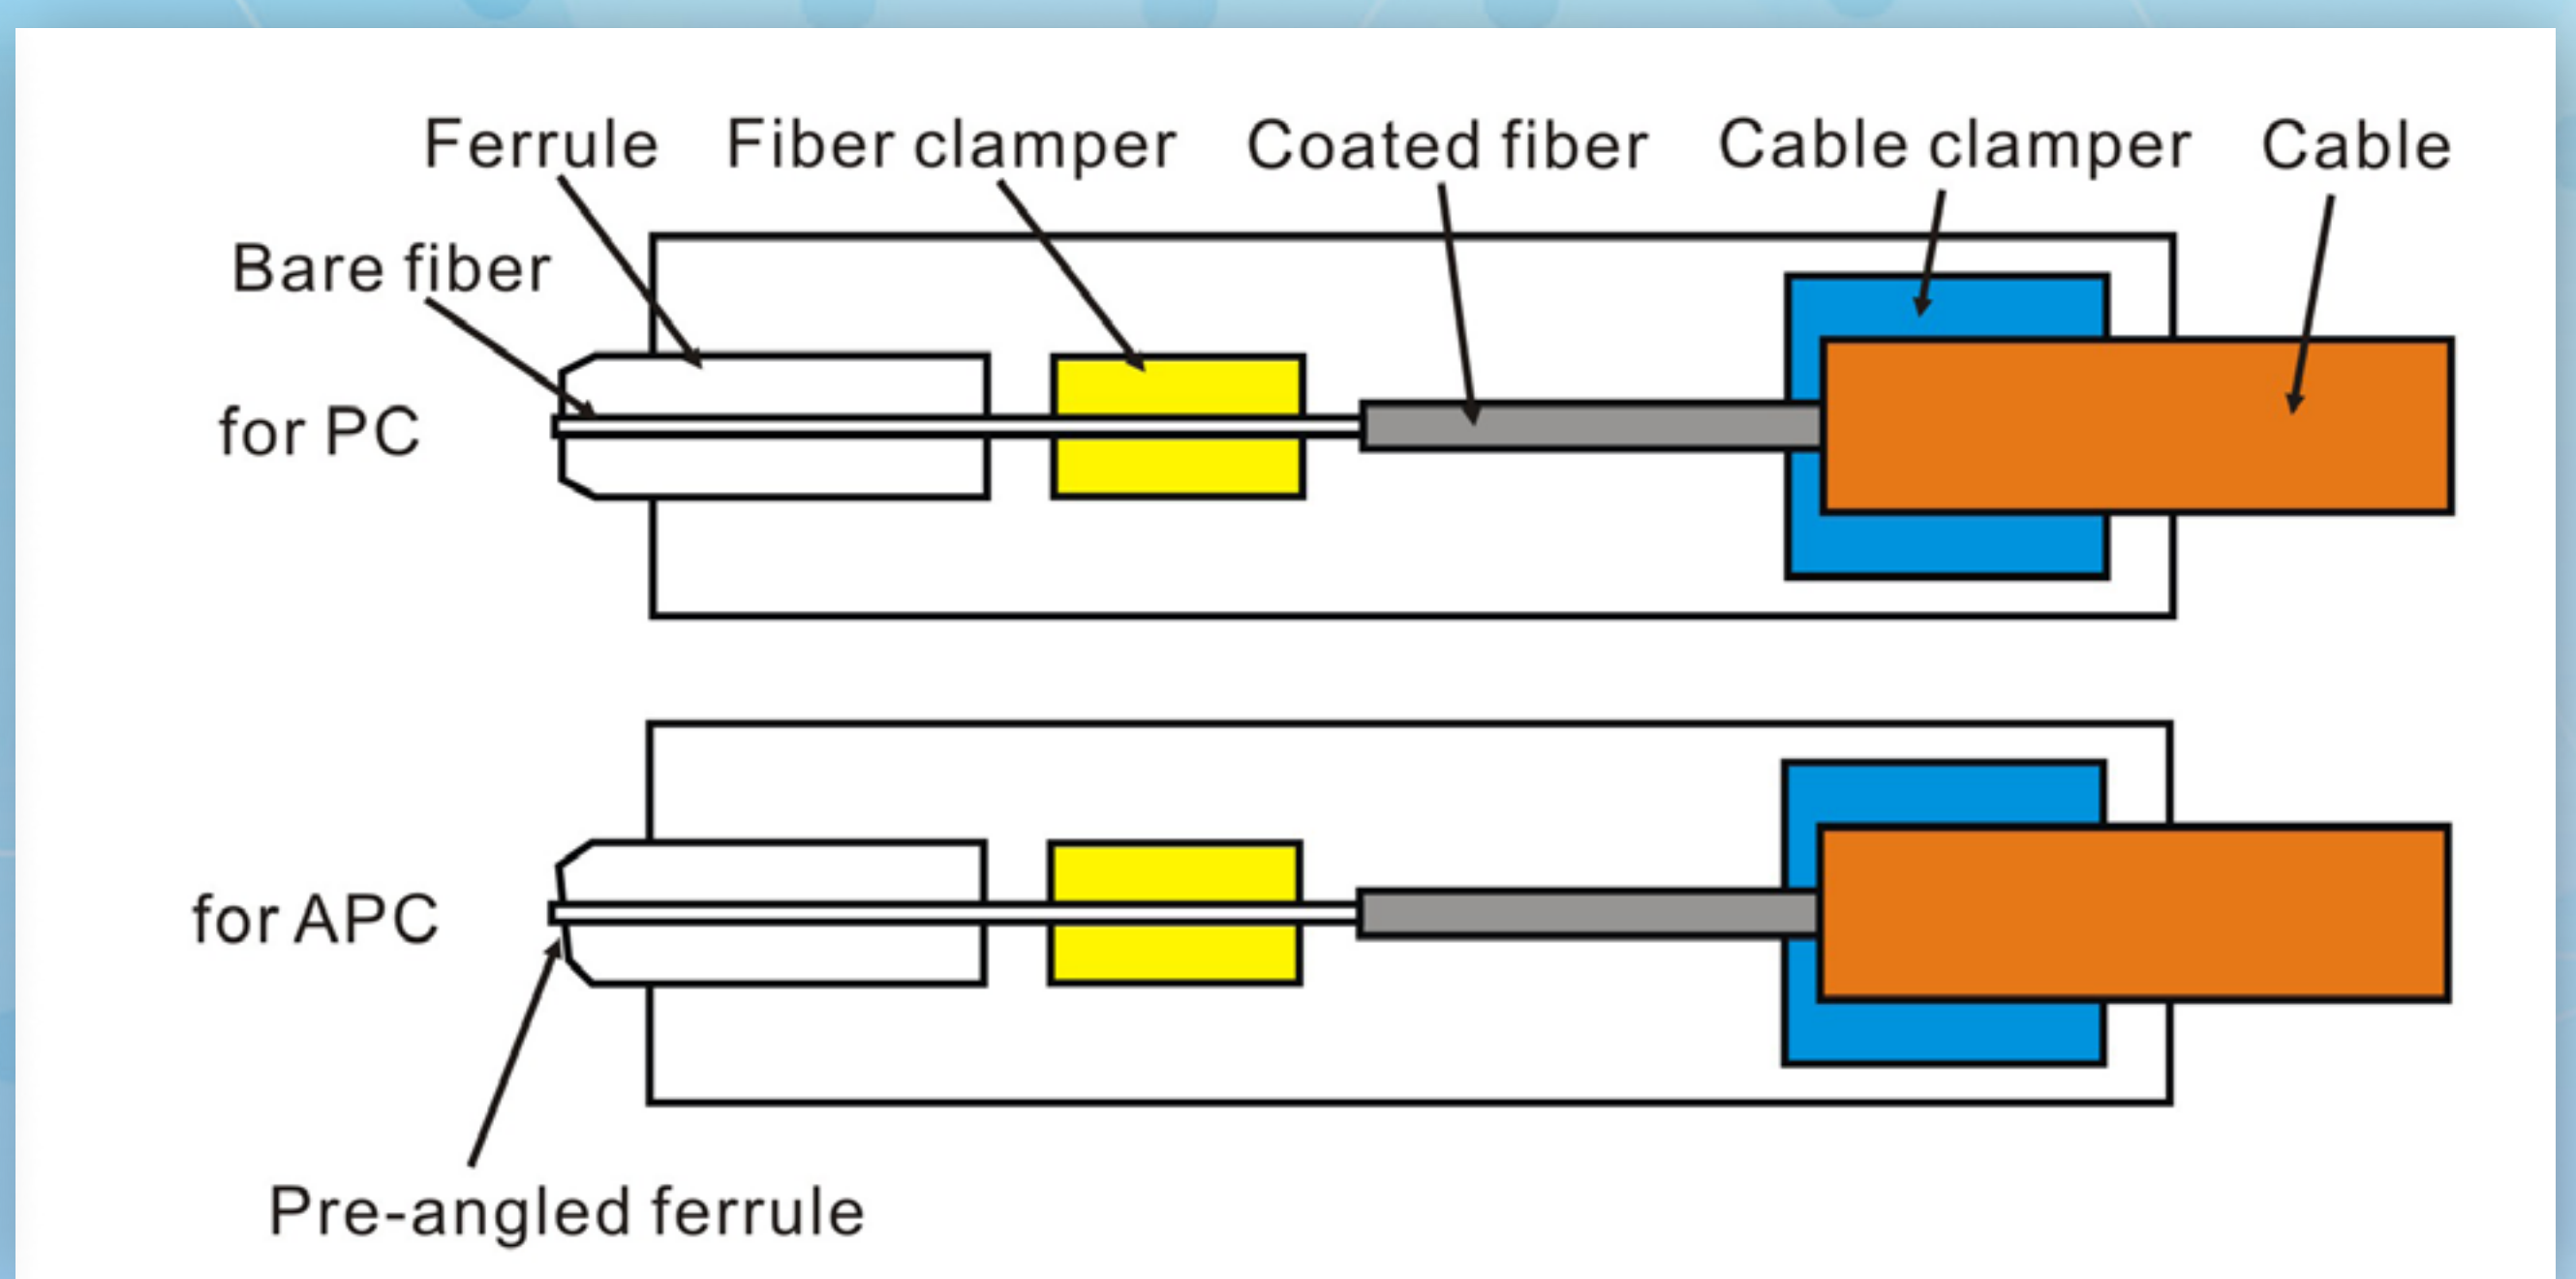 Ferrule
Fiber clamper
Coated fiber
Cable clamper
Cable
Bare fiber
for PC
for APC
Pre-angled ferrule